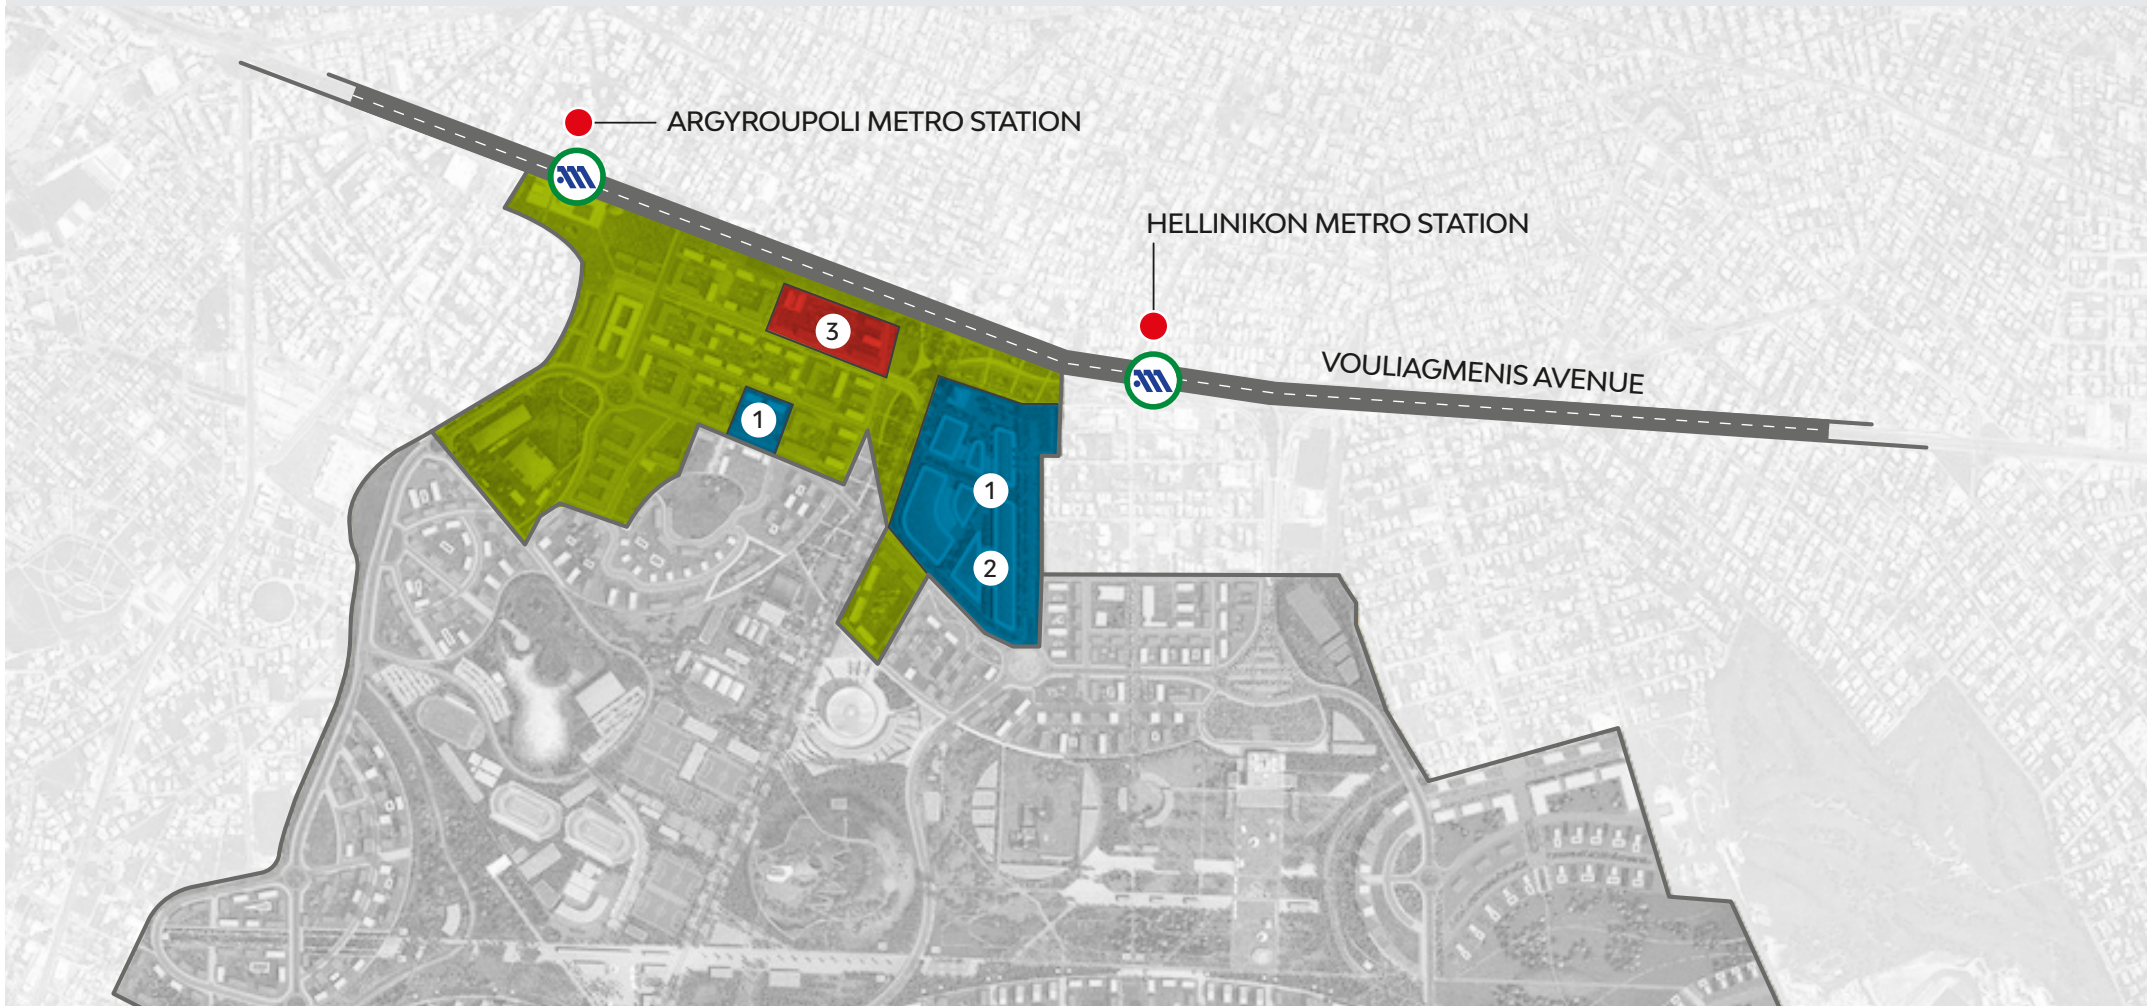 ARGYROUPOLI METRO STATION
HELLINIKON METRO STATION
VOULIAGMENIS AVENUE
3
1
1
2